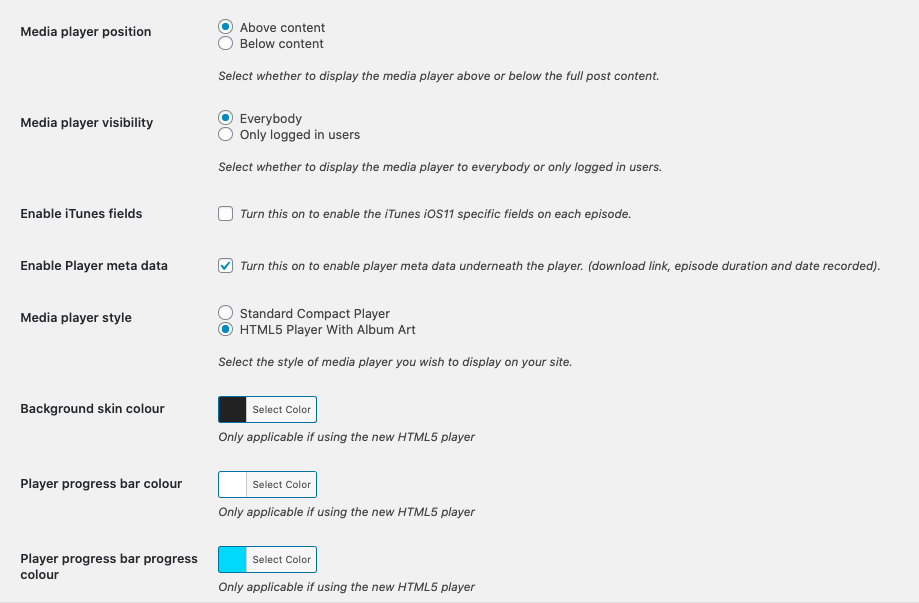 Media player position
Above content
Below content
Select whether to display the media player above or below the full post content.
Media player visibility
Everybody
Only logged in users
Select whether to display the media player to everybody or only logged in users.
Enable iTunes fields
Turn this on to enable the iTunes iOS11 specific fields on each episode.
Enable Player meta data
Turn this on to enable player meta data underneath the player. (download link, episode duration and date recorded).
Media player style
Standard Compact Player
HTML5 Player With Album Art
Select the style of media player you wish to display on your site.
Background skin colour
Select Color
Only applicable if using the new HTML5 player
Player progress bar colour
Select Color
Only applicable if using the new HTML5 player
Player progress bar progress
colour
Select Color
Only applicable if using the new HTML5 player